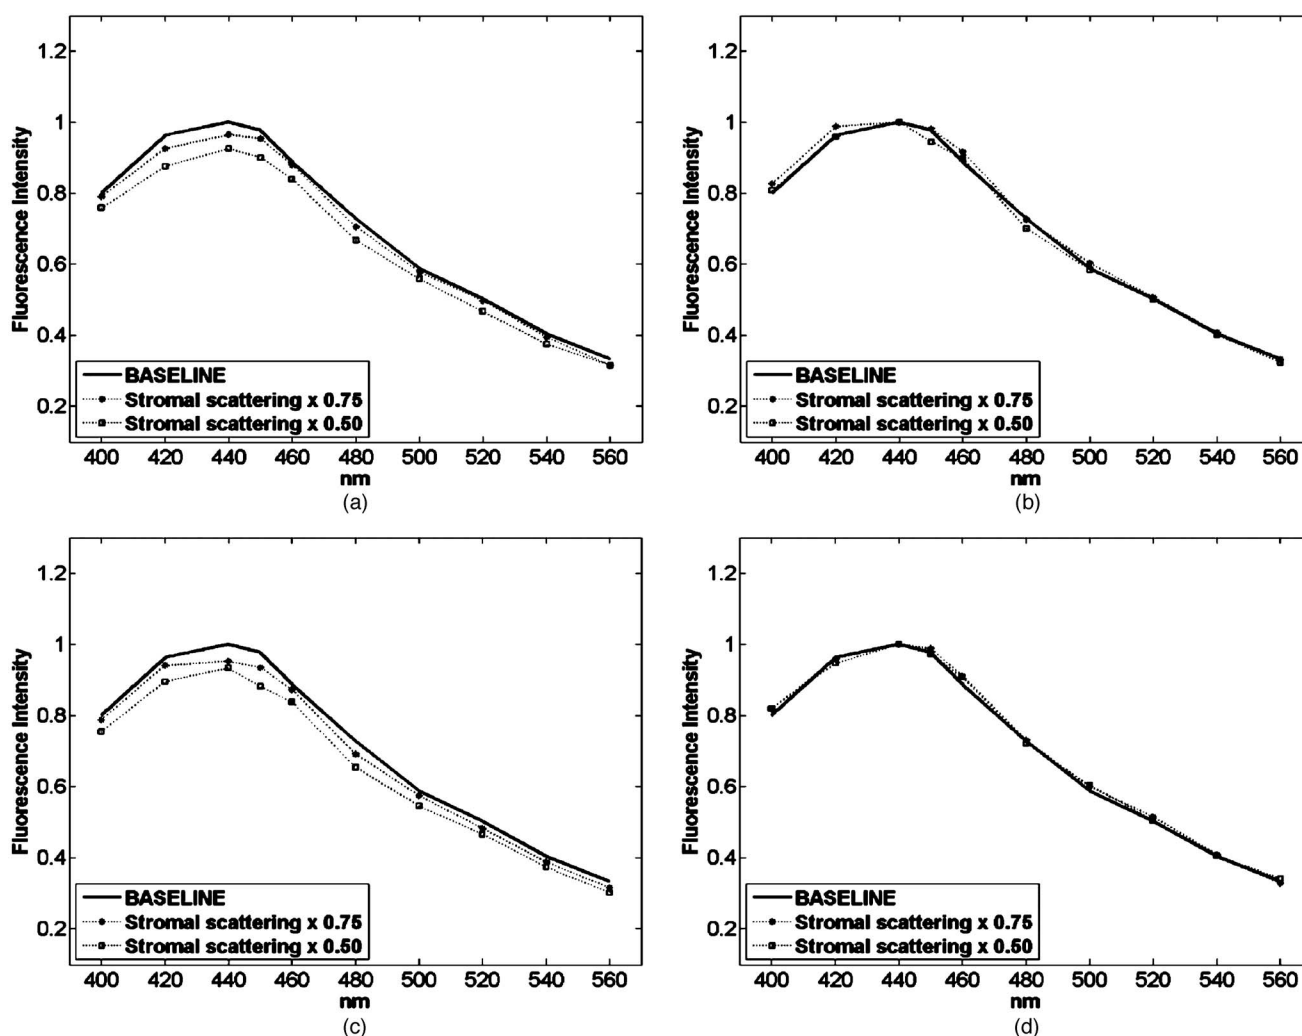 1.2
1
0.8
0.6
0.4
0.2
Fluorescence Intensity
BASELINE
Stromal scattering x 0.75
Stromal scattering x 0.50
400 420 440 460 480 500 520 540 560
nm
(a)
1.2
1
0.8
0.6
0.4
0.2
Fluorescence Intensity
BASELINE
Stromal scattering x 0.75
Stromal scattering x 0.50
400 420 440 460 480 500 520 540 560
nm
(b)
1.2
1
0.8
0.6
0.4
0.2
Fluorescence Intensity
BASELINE
Stromal scattering x 0.75
Stromal scattering x 0.50
400 420 440 460 480 500 520 540 560
nm
(c)
1.2
1
0.8
0.6
0.4
0.2
Fluorescence Intensity
BASELINE
Stromal scattering x 0.75
Stromal scattering x 0.50
400 420 440 460 480 500 520 540 560
nm
(d)